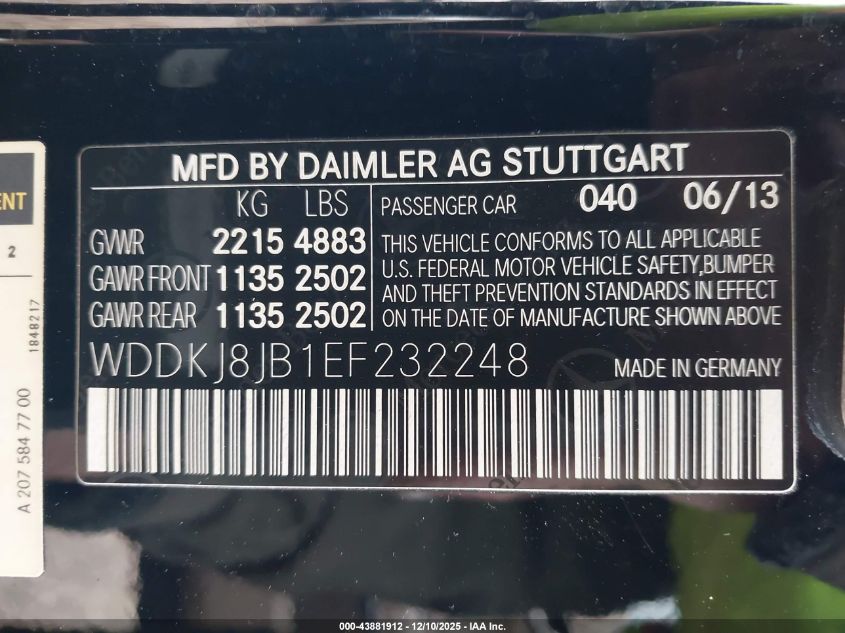 MFD BY DAIMLER AG STUTTGART
KG LBS
PASSENGER CAR 040 06/13
GVWR 2215 4883
GAWR FRONT 1135 2502
GAWR REAR 1135 2502
THIS VEHICLE CONFORMS TO ALL APPLICABLE
U.S. FEDERAL MOTOR VEHICLE SAFETY,BUMPER
AND THEFT PREVENTION STANDARDS IN EFFECT
ON THE DATE OF MANUFACTURE SHOWN ABOVE
WDDKJ8JB1EF232248
MADE IN GERMANY
ENT
2
1848217
A 207 584 77 00
000-43881912 - 12/10/2025 - IAA Inc.